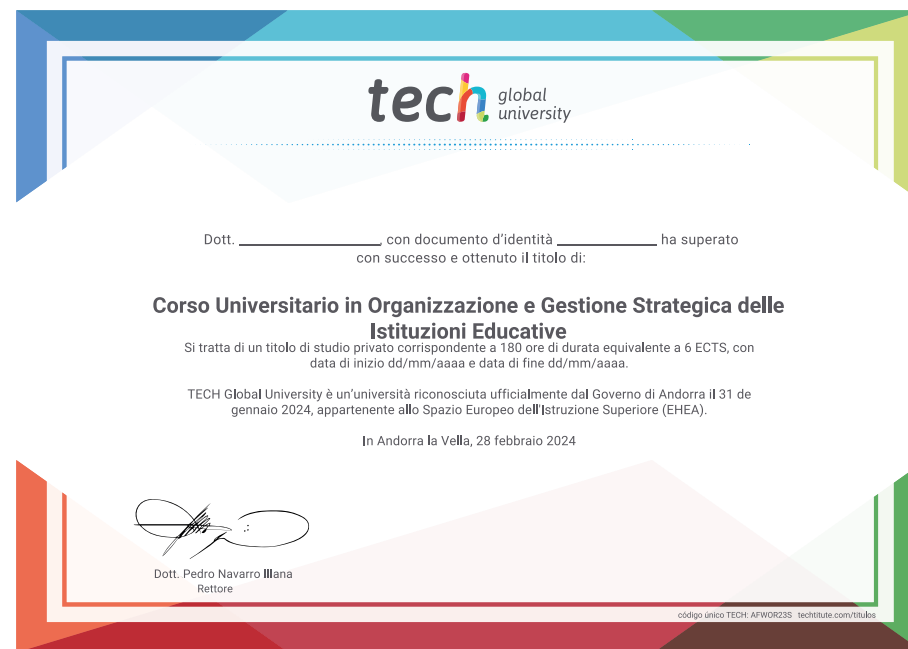 tech global university
Dott. ____________, con documento d'identità ____________ ha superato
con successo e ottenuto il titolo di:
Corso Universitario in Organizzazione e Gestione Strategica delle
Istituzioni Educative
Si tratta di un titolo di studio privato corrispondente a 180 ore di durata equivalente a 6 ECTS, con
data di inizio dd/mm/aaaa e data di fine dd/mm/aaaa.
TECH Global University è un'università riconosciuta ufficialmente dal Governo di Andorra il 31 de
gennaio 2024, appartenente allo Spazio Europeo dell'Istruzione Superiore (EHEA).
In Andorra la Vella, 28 febbraio 2024
Dott. Pedro Navarro Illana
Rettore
código único TECH: AFWOR23S techtitute.com/titulos